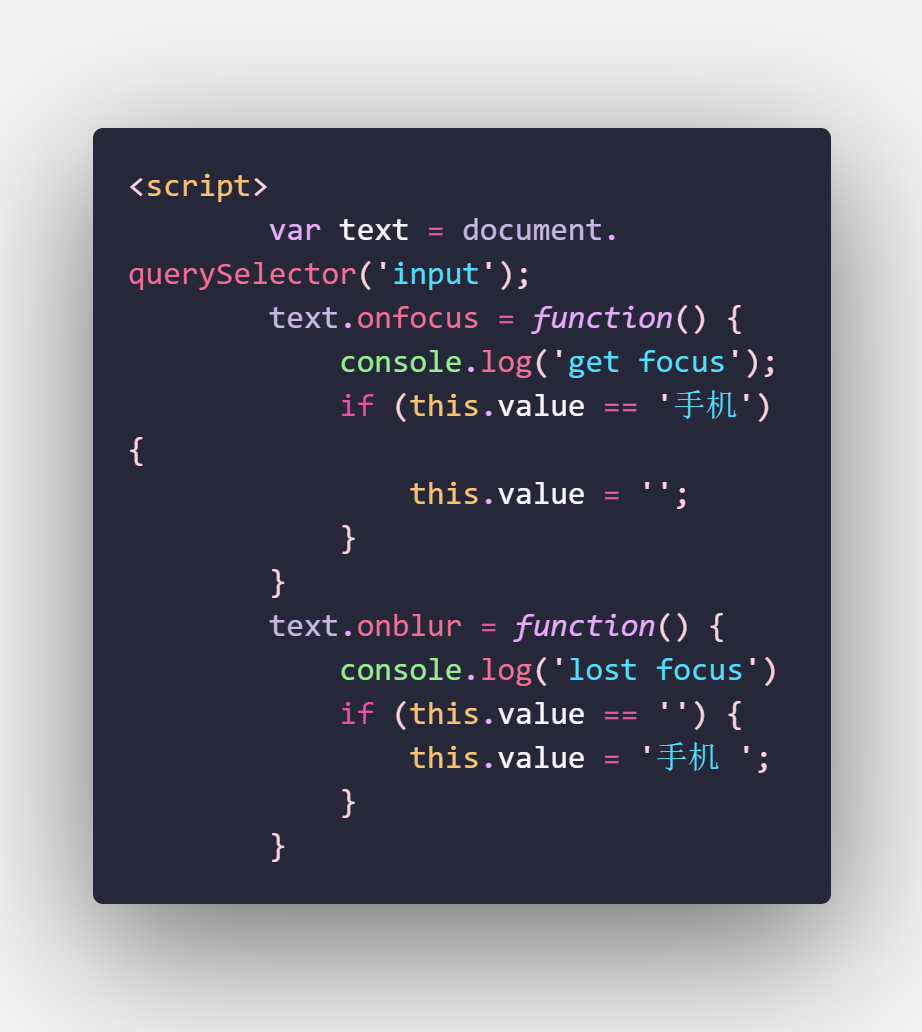 <script>
var text = document.
querySelector('input');
text.onfocus = function() {
console.log('get focus');
if (this.value == '手机')
{
this.value = '';
}
}
text.onblur = function() {
console.log('lost focus')
if (this.value == '') {
this.value = '手机 ';
}
}